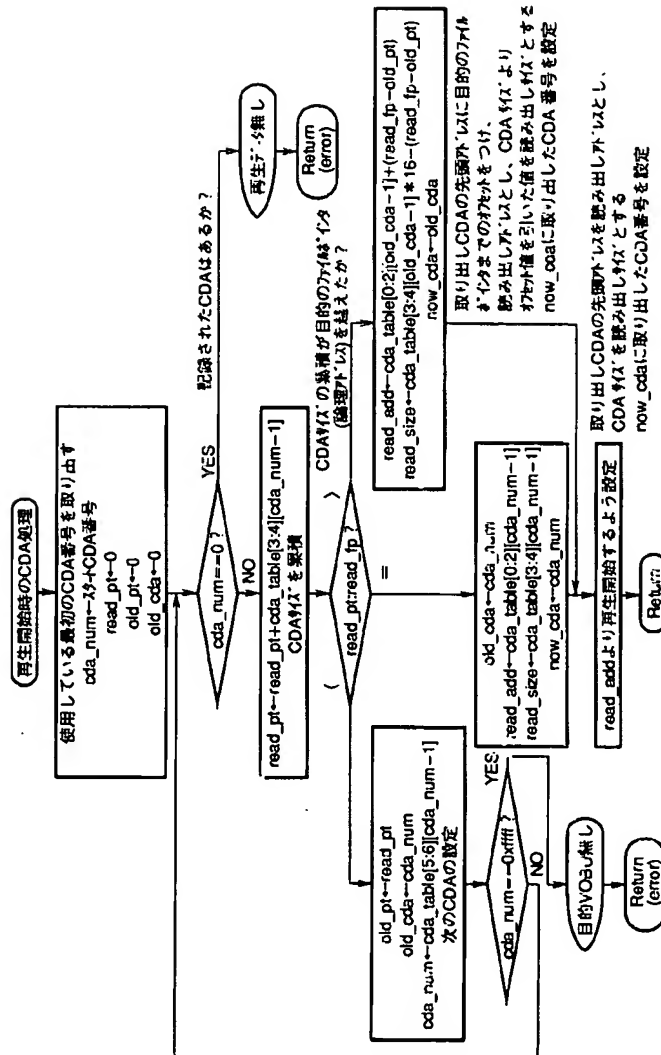 再生開始時のCDA処理
使用している最初のCDA番号を取り出す
cda_num←スタートCDA番号
read_pt←0
old_pt←0
old_cda←0
cda_num==0 ?
YES
記録されたCDAはあるか?
再生データ無し
Return
(error)
NO
read_pt←read_pt+cda_table[3:4][cda_num-1]
CDAサイズを累積
CDAサイズの累積が目的のファイルポインタ
(論理アドレス)を越えたか?
read_pt:read_fp ?
<
=
>
read_add←cda_table[0:2][old_cda-1]+(read_fp-old_pt)
read_size←cda_table[3:4][old_cda-1]*16-(read_fp-old_pt)
now_cda←old_cda
取り出しCDAの先頭アドレスに目的のファイル
ポインタまでのオフセットをつけ、
読み出しアドレスとし、CDAサイズより
オフセット値を引いた値を読み出しサイズとする
now_cdaに取り出したCDA番号を設定
old_cda←cda_num
read_add←cda_table[0:2][cda_num-1]
read_size←cda_table[3:4][cda_num-1]
now_cda←cda_num
取り出しCDAの先頭アドレスを読み出しアドレスとし、
CDAサイズを読み出しサイズとする
now_cdaに取り出したCDA番号を設定
read_addより再生開始するよう設定
Return
old_pt←read_pt
old_cda←cda_num
cda_num←cda_table[5:6][cda_num-1]
次のCDAの設定
cda_num==0xffff ?
YES
NO
目的VOBU無し
Return
(error)